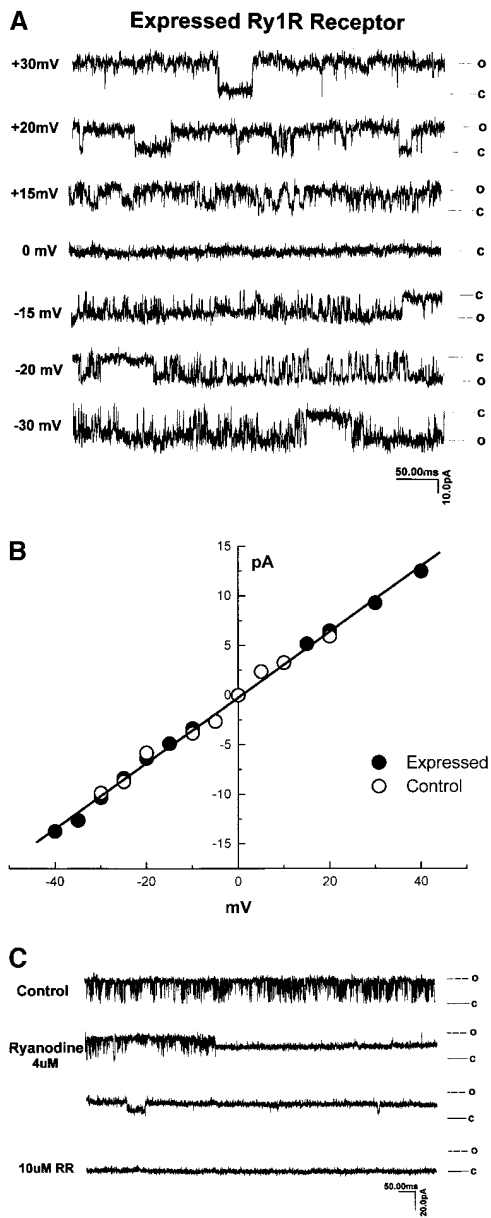 A
Expressed Ry1R Receptor
+30mV
o
c
+20mV
o
c
+15mV
o
c
0 mV
c
-15 mV
c
o
-20 mV
c
o
-30 mV
c
o
50.00ms
10.0pA
B
15
pA
10
5
0
-5
-10
-15
Expressed
Control
-40
-20
0
20
40
mV
C
Control
o
c
Ryanodine
4uM
o
c
o
c
10uM RR
o
c
50.00ms
20.0pA